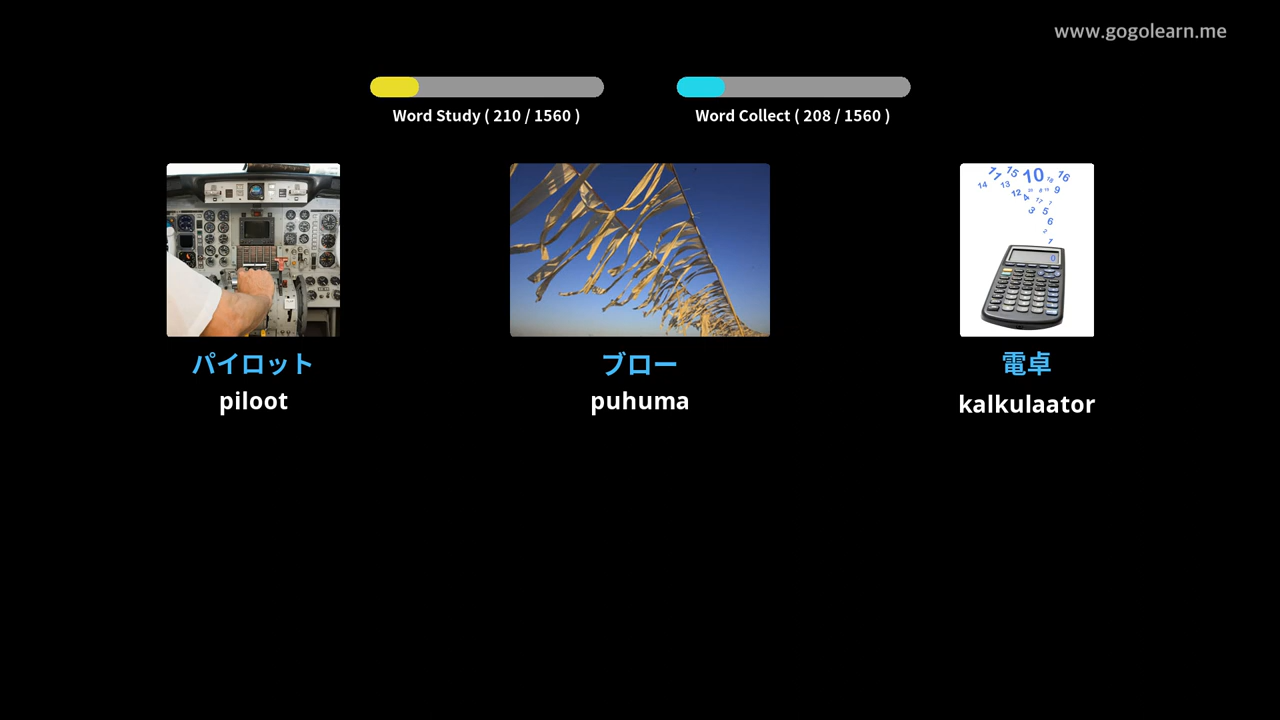 www.gogolearn.me
Word Study ( 210 / 1560 )
Word Collect ( 208 / 1560 )
パイロット
piloot
ブロー
puhuma
電卓
kalkulaator